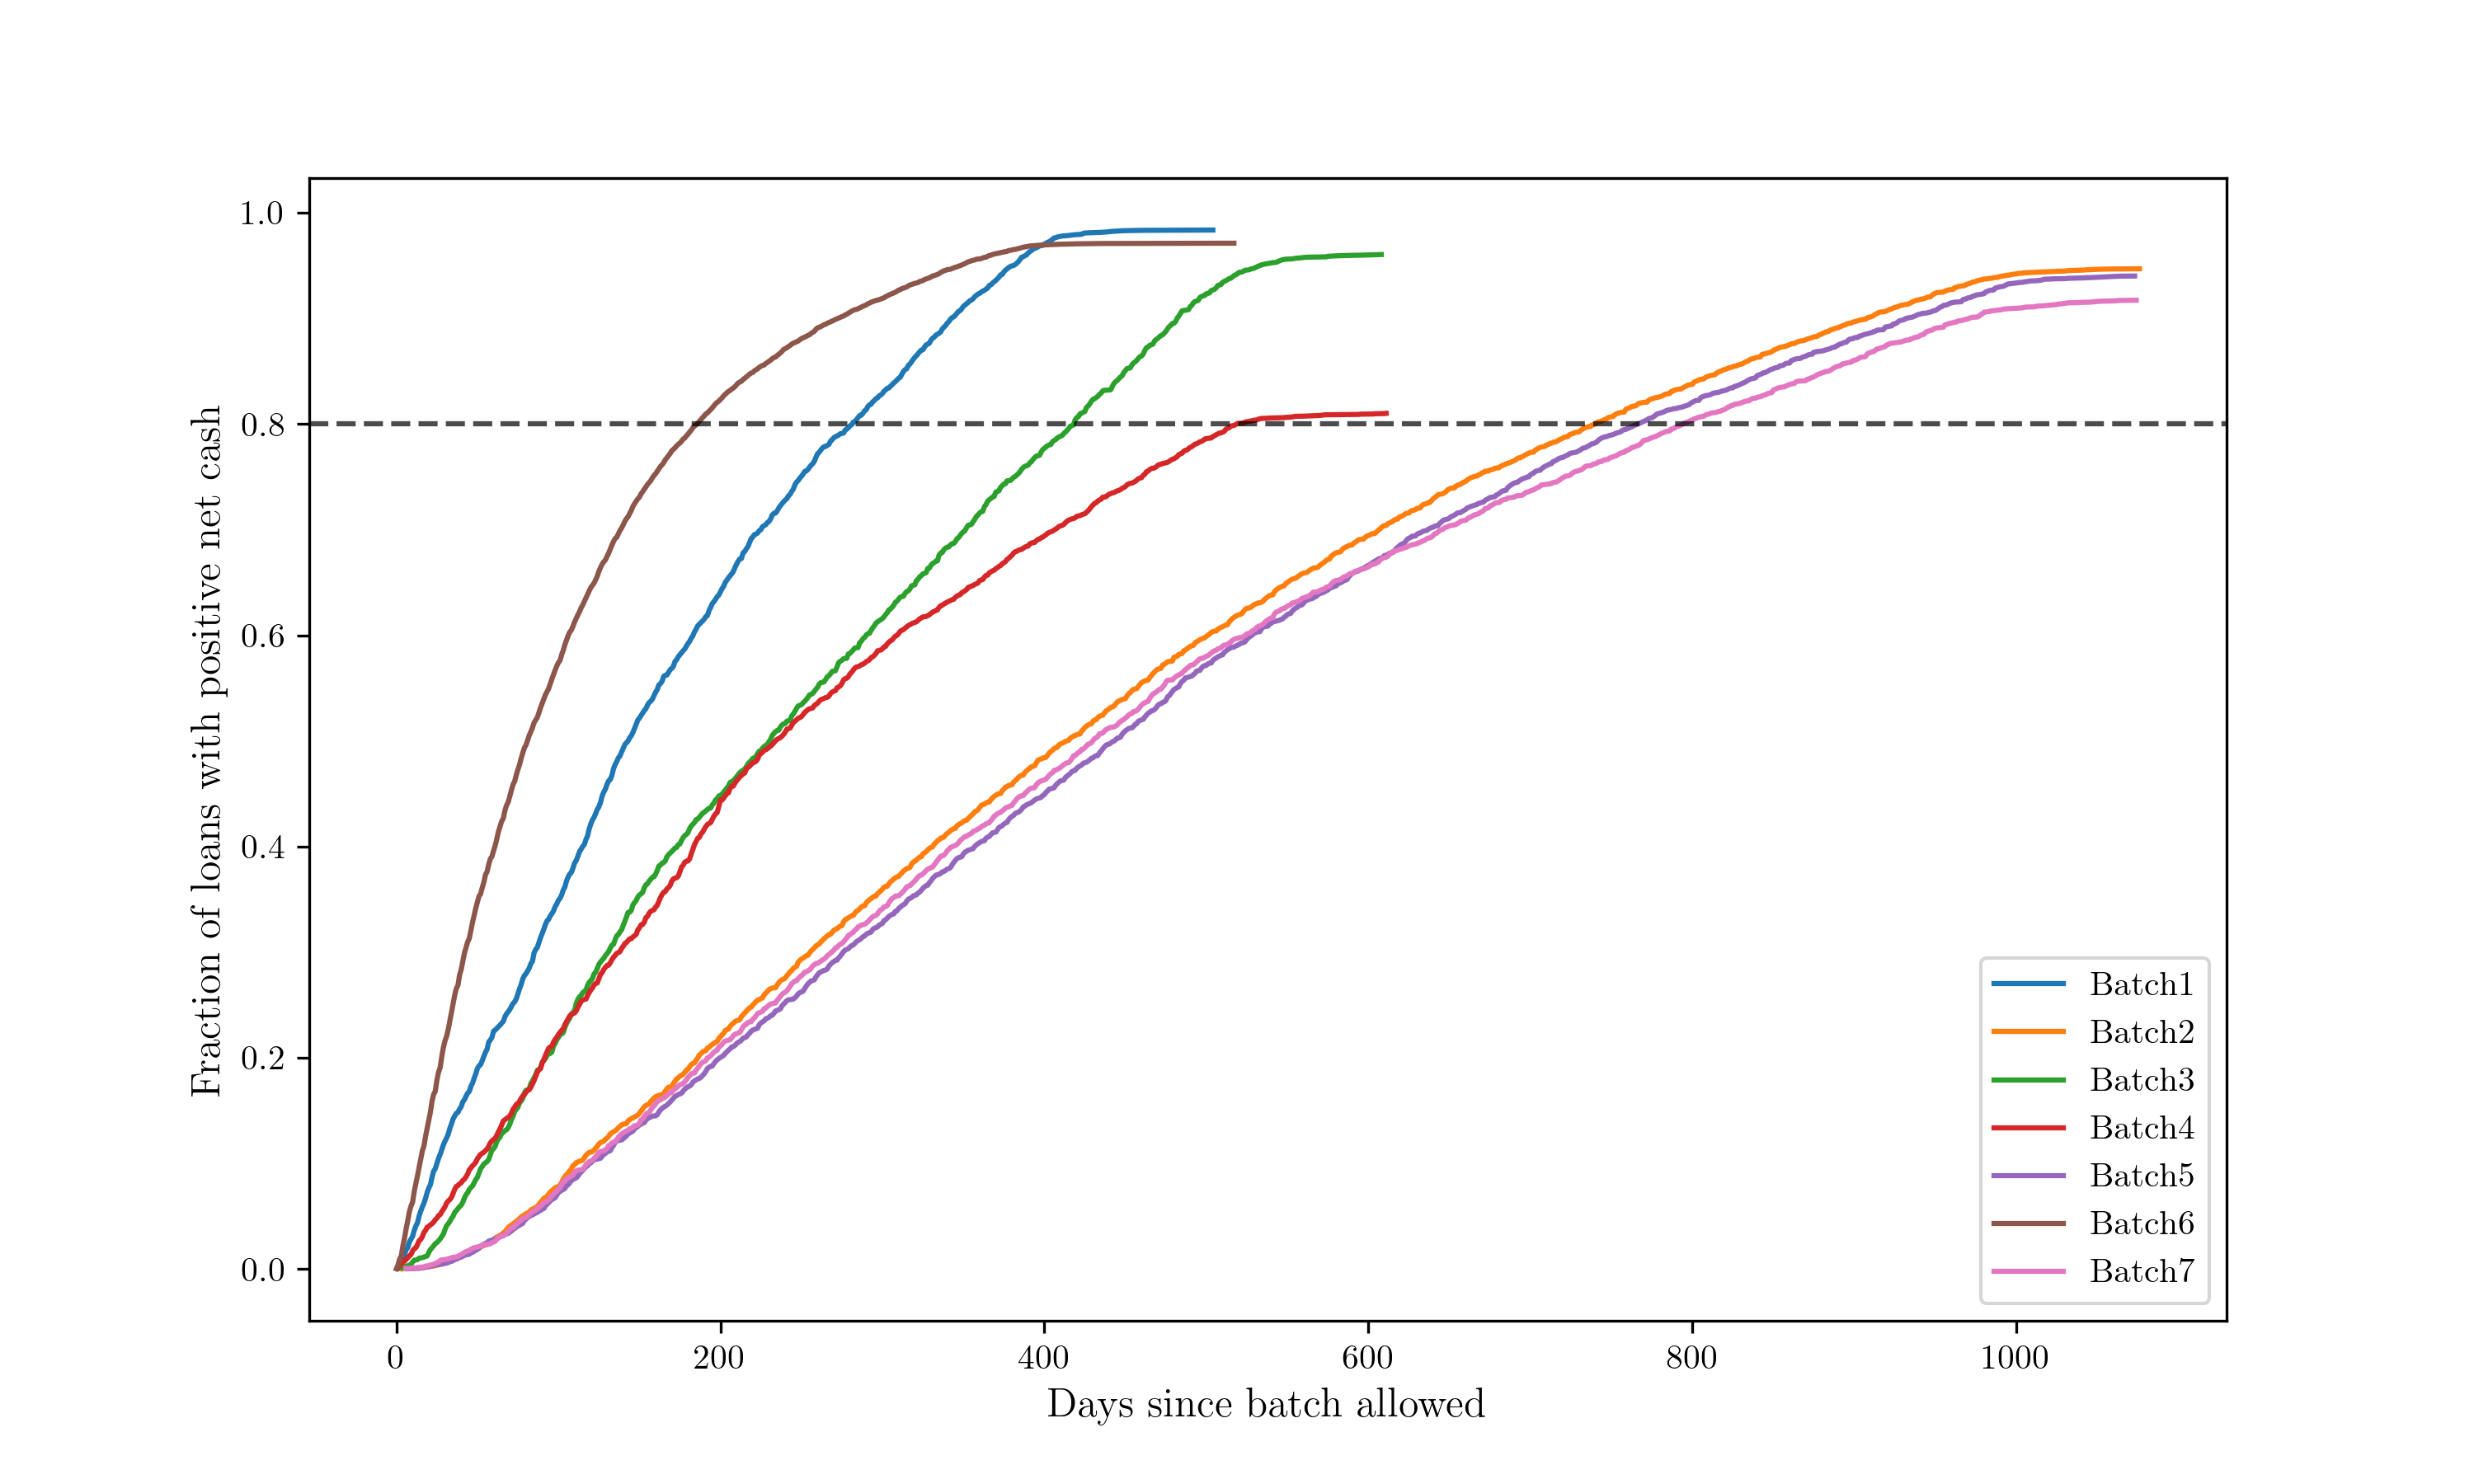 Fraction of loans with positive net cash
1.0
0.8
0.6
0.4
0.2
0.0
0 200 400 600 800 1000
Days since batch allowed
Batch1
Batch2
Batch3
Batch4
Batch5
Batch6
Batch7